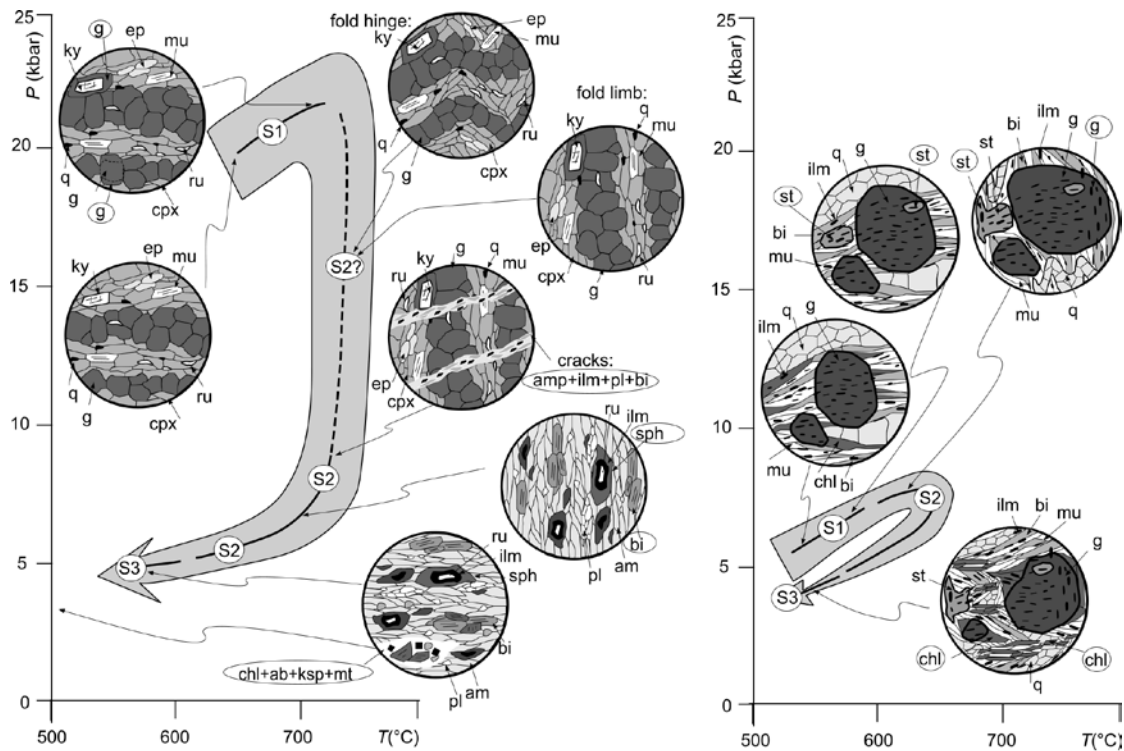 25
20
15
10
5
0
P (kbar)
500
600
700
T(°C)
S1
S2?
S2
S2
S3
ky
g
ep
mu
q
g
g
cpx
ru
ky
ep
mu
q
g
cpx
ru
fold hinge:
ky
ep
mu
q
g
cpx
ru
fold limb:
ky
q
mu
ep
cpx
g
ru
ru
ky
g
q
mu
ep
cpx
cracks:
amp+ilm+pl+bi
ru
ilm
sph
bi
am
pl
ru
ilm
sph
bi
am
pl
chl+ab+ksp+mt
25
20
15
10
5
0
P (kbar)
500
600
700
T(°C)
S1
S2
S3
st
ilm
q
g
st
bi
mu
st
st
bi
ilm
g
g
mu
q
ilm
q
g
mu
chl
bi
ilm
bi
mu
g
st
chl
chl
q